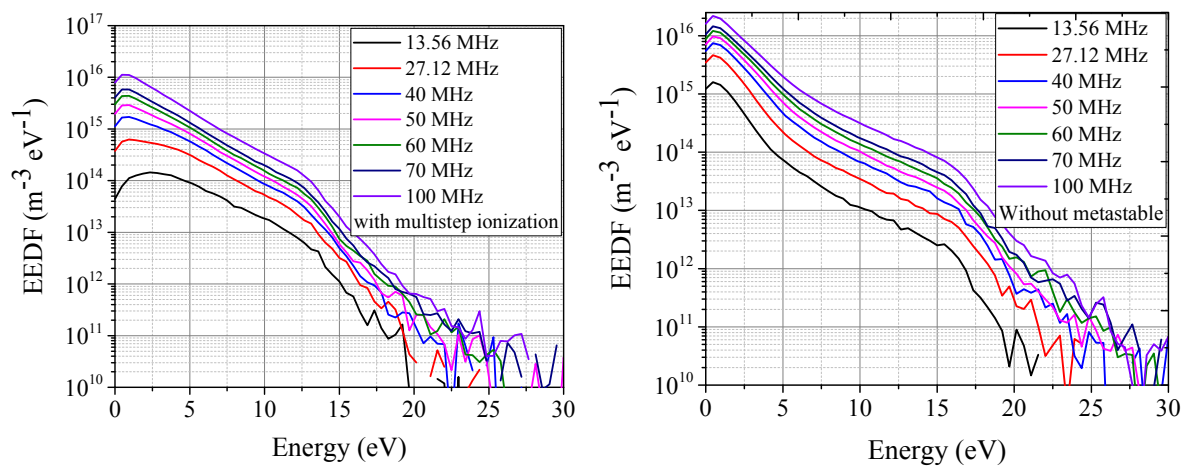 10^17
10^16
10^15
10^14
10^13
10^12
10^11
10^10
EEDF (m^-3 eV^-1)
0 5 10 15 20 25 30
Energy (eV)
13.56 MHz
27.12 MHz
40 MHz
50 MHz
60 MHz
70 MHz
100 MHz
with multistep ionization
10^16
10^15
10^14
10^13
10^12
10^11
10^10
EEDF (m^-3 eV^-1)
0 5 10 15 20 25 30
Energy (eV)
13.56 MHz
27.12 MHz
40 MHz
50 MHz
60 MHz
70 MHz
100 MHz
Without metastable